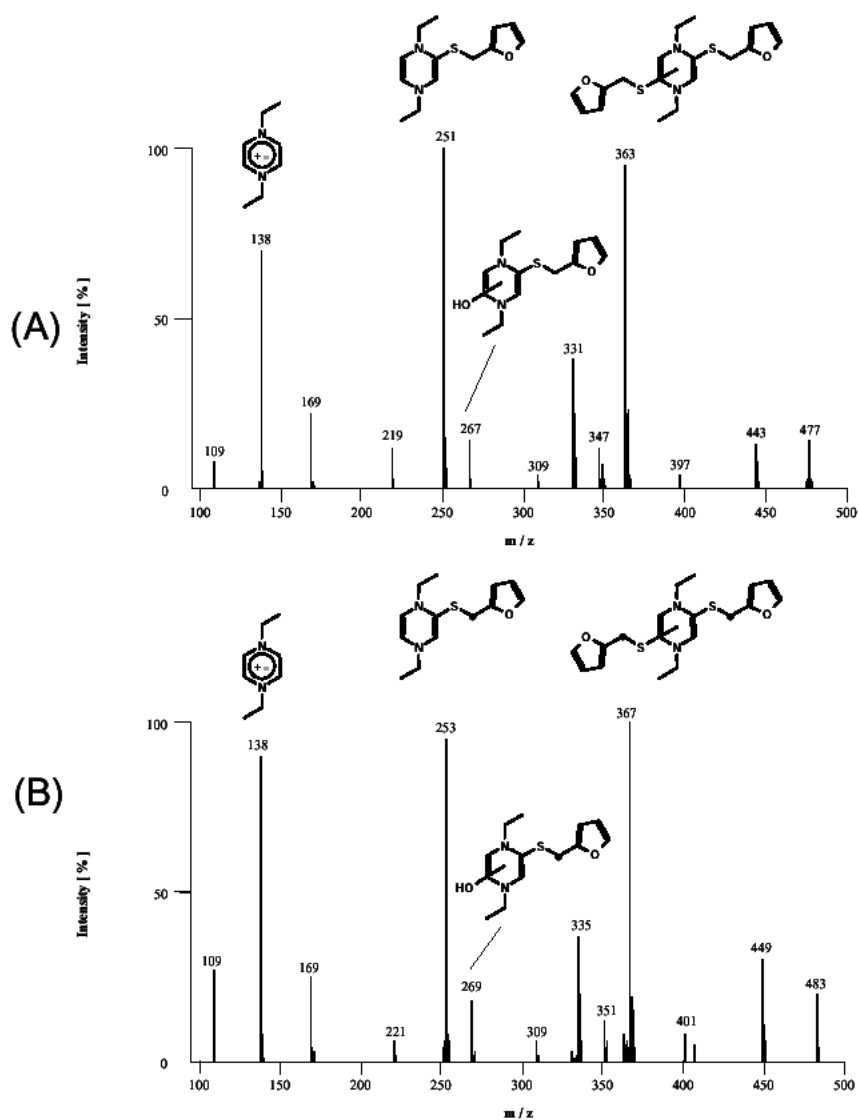 N
S
O
N
O
S
N
S
O
N
N
+
N
100
251
363
138
N
S
O
HO
N
(A)
Intensity [ % ]
50
331
169
219
267
347
443
477
109
309
397
0
100
150
200
250
300
350
400
450
500
m / z
N
S
O
N
O
S
N
S
O
N
N
+
N
100
138
253
367
(B)
N
S
O
HO
N
Intensity [ % ]
50
335
449
109
169
269
483
351
221
309
401
0
100
150
200
250
300
350
400
450
500
m / z